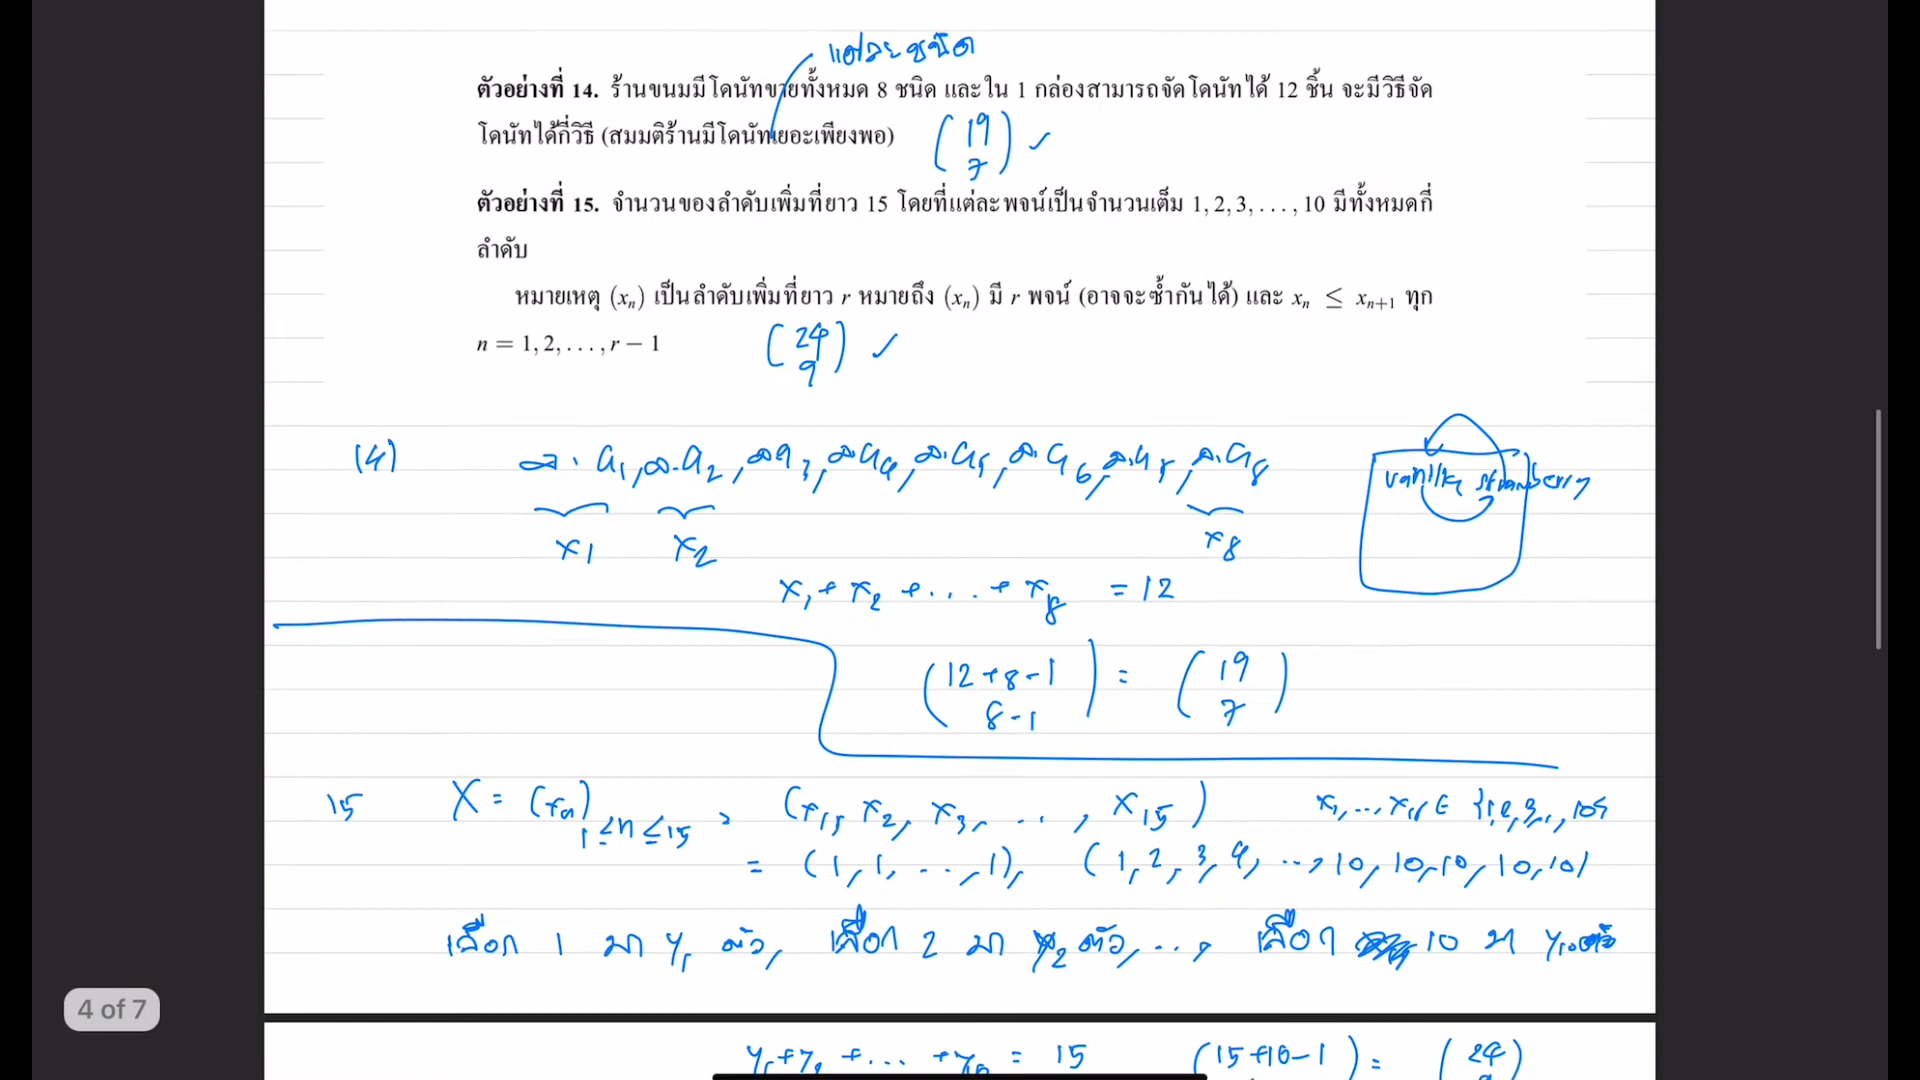 แต่ละชนิด
ตัวอย่างที่ 14. ร้านขนมมีโดนัทขายทั้งหมด 8 ชนิด และใน 1 กล่องสามารถจัดโดนัทได้ 12 ชิ้น จะมีวิธีจัด
โดนัทได้กี่วิธี (สมมติร้านมีโดนัทเยอะเพียงพอ) (19 7) ✓
ตัวอย่างที่ 15. จำนวนของลำดับเพิ่มที่ยาว 15 โดยที่แต่ละพจน์เป็นจำนวนเต็ม 1, 2, 3, . . . , 10 มีทั้งหมดกี่
ลำดับ
หมายเหตุ (xn) เป็นลำดับเพิ่มที่ยาว r หมายถึง (xn) มี r พจน์ (อาจจะซ้ำกันได้) และ xn ≤ xn+1 ทุก
n = 1, 2, . . . , r − 1 (24 9) ✓
(4) ∞·a1, ∞·a2, ∞a3, ∞·a4, ∞·a5, ∞·a6, ∞·a7, ∞·a8
vanilla strawberry
x1 x2 x8
x1 + x2 + ... + x8 = 12
(12+8-1 8-1) = (19 7)
15 X = (xn) 1≤n≤15 = (x1, x2, x3, ..., x15) x1, ..., x15 ∈ {1,2,3,..,10}
= (1, 1, ..., 1), (1, 2, 3, 4, ..., 10, 10, 10, 10, 10)
เลือก 1 มา y1 ตัว, เลือก 2 มา y2 ตัว, ..., เลือก 10 มา y10 ตัว
4 of 7
y1 + y2 + ... + y10 = 15 (15+10-1 = (24